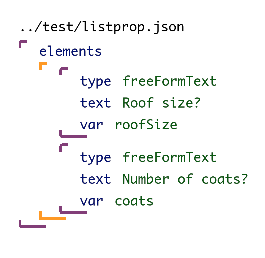 ../test/listprop.json
elements
type freeFormText
text Roof size?
var roofSize
type freeFormText
text Number of coats?
var coats